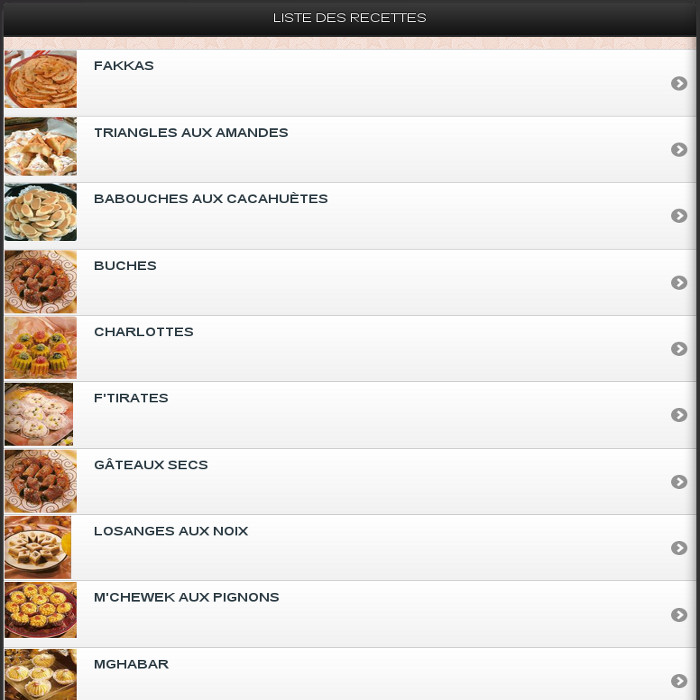 LISTE DES RECETTES
FAKKAS
TRIANGLES AUX AMANDES
BABOUCHES AUX CACAHUÈTES
BUCHES
CHARLOTTES
F'TIRATES
GÂTEAUX SECS
LOSANGES AUX NOIX
M'CHEWEK AUX PIGNONS
MGHABAR